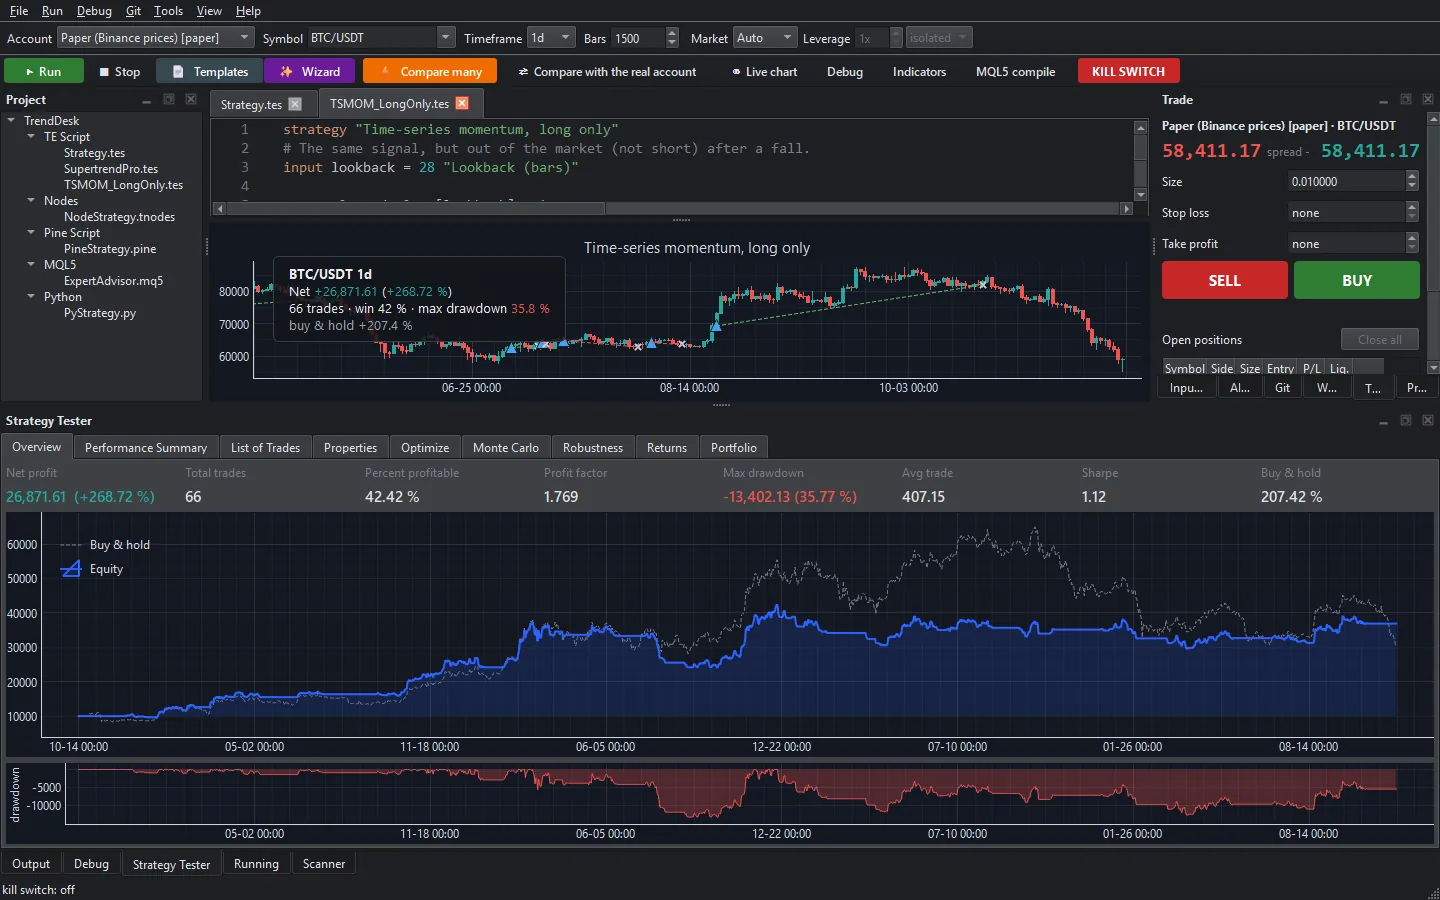 File Run Debug Git Tools View Help
Account Paper (Binance prices) [paper] Symbol BTC/USDT Timeframe 1d Bars 1500 Market Auto Leverage 1x isolated
Run Stop Templates Wizard Compare many Compare with the real account Live chart Debug Indicators MQL5 compile KILL SWITCH
Project
TrendDesk
TE Script
Strategy.tes
SupertrendPro.tes
TSMOM_LongOnly.tes
Nodes
NodeStrategy.tnodes
Pine Script
PineStrategy.pine
MQL5
ExpertAdvisor.mq5
Python
PyStrategy.py
Strategy.tes TSMOM_LongOnly.tes
1 strategy "Time-series momentum, long only"
2 # The same signal, but out of the market (not short) after a fall.
3 input lookback = 28 "Lookback (bars)"
4
Time-series momentum, long only
BTC/USDT 1d
Net +26,871.61 (+268.72 %)
66 trades · win 42 % · max drawdown 35.8 %
buy & hold +207.4 %
80000
70000
60000
06-25 00:00 08-14 00:00 10-03 00:00
Trade
Paper (Binance prices) [paper] · BTC/USDT
58,411.17 spread - 58,411.17
Size 0.010000
Stop loss none
Take profit none
SELL BUY
Open positions Close all
Symbol Side Size Entry P/L Liq.
Inpu... Al... Git W... T... Pr...
Strategy Tester
Overview Performance Summary List of Trades Properties Optimize Monte Carlo Robustness Returns Portfolio
Net profit Total trades Percent profitable Profit factor Max drawdown Avg trade Sharpe Buy & hold
26,871.61 (+268.72 %) 66 42.42 % 1.769 -13,402.13 (35.77 %) 407.15 1.12 207.42 %
Buy & hold
Equity
60000
50000
40000
30000
20000
10000
10-14 00:00 05-02 00:00 11-18 00:00 06-05 00:00 12-22 00:00 07-10 00:00 01-26 00:00 08-14 00:00
drawdown
-5000
-10000
05-02 00:00 11-18 00:00 06-05 00:00 12-22 00:00 07-10 00:00 01-26 00:00 08-14 00:00
Output Debug Strategy Tester Running Scanner
kill switch: off